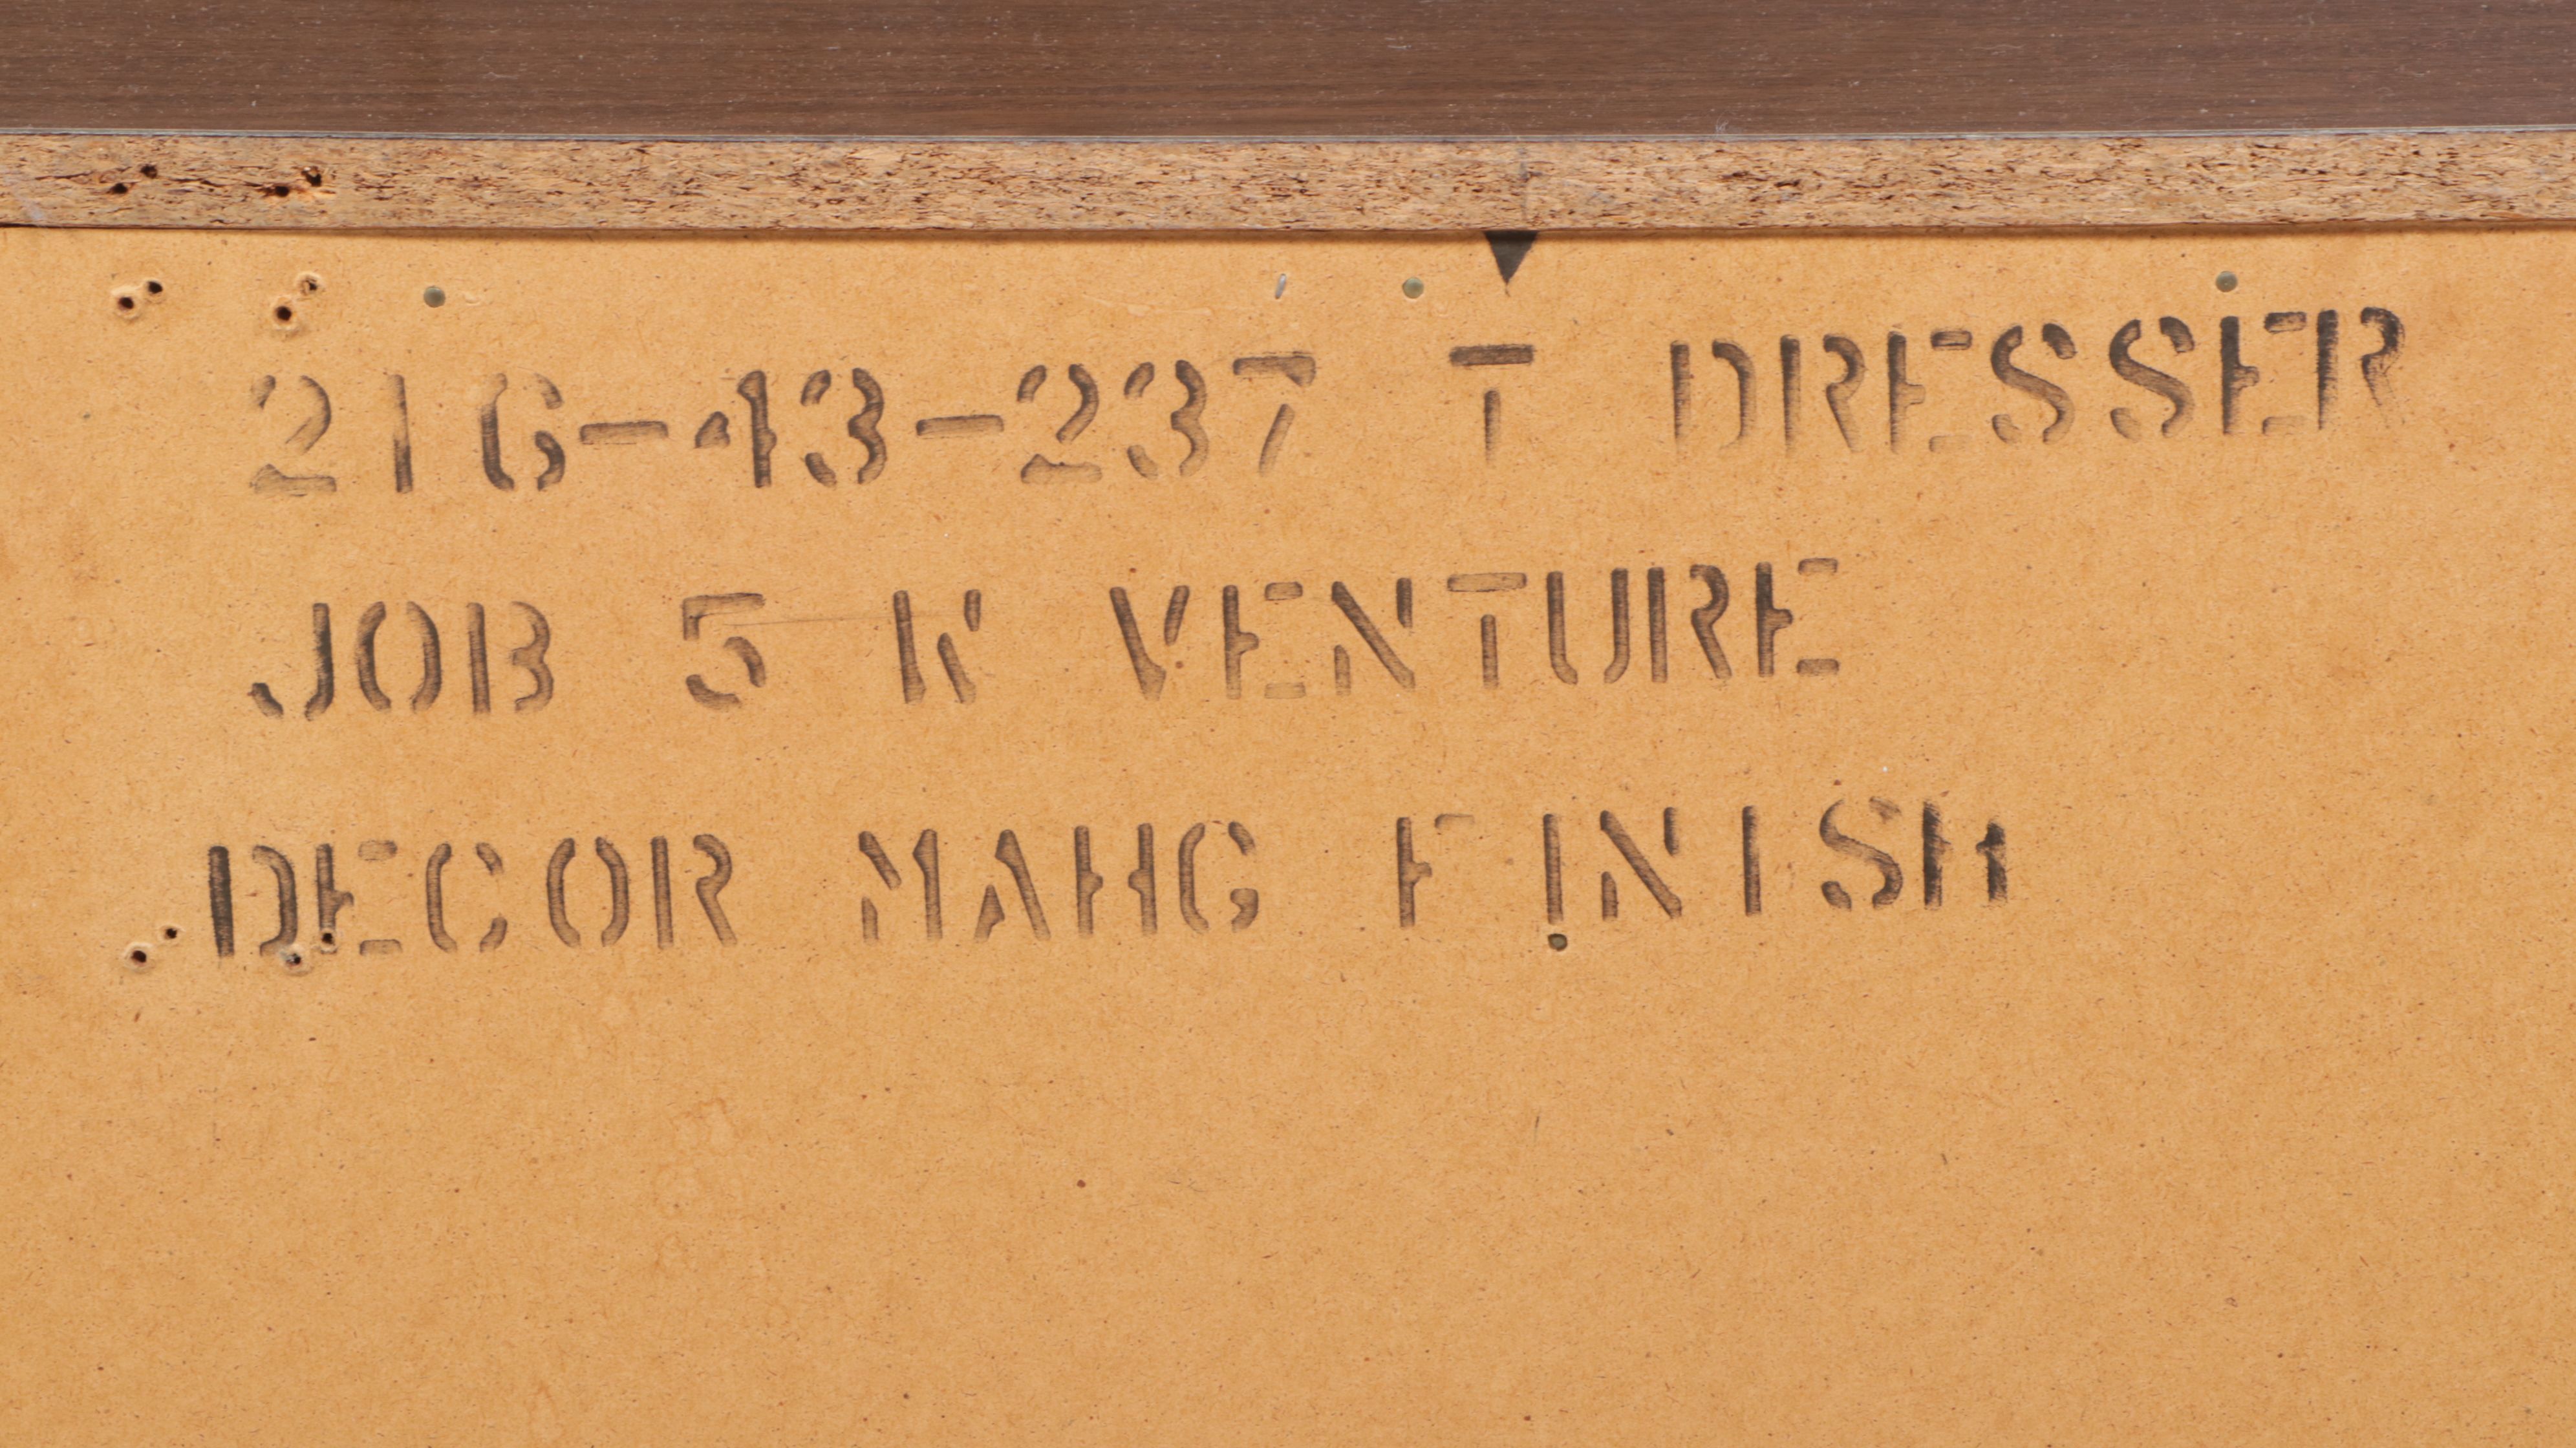 216-43-237 T DRESSER
JOB 5 K VENTURE
DECOR MAHG FINISH